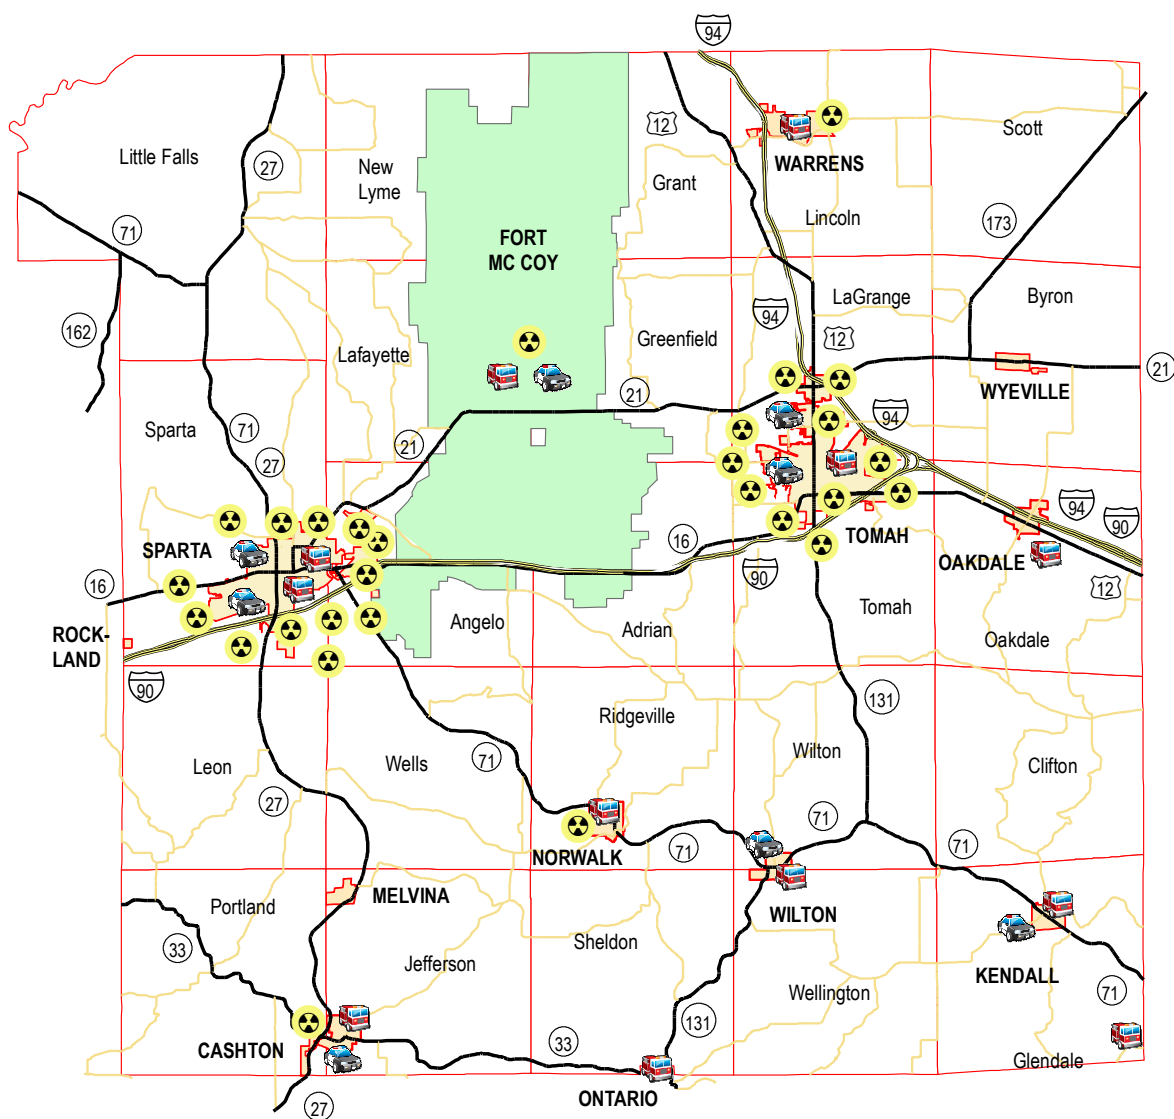 94
12
Scott
Little Falls
27
New
Lyme
WARRENS
Grant
Lincoln
71
173
FORT
MC COY
162
LaGrange
Byron
94
12
Greenfield
Lafayette
21
WYEVILLE
21
94
Sparta
71
21
27
94
90
16
TOMAH
SPARTA
OAKDALE
16
90
12
Tomah
ROCK-
LAND
Angelo
Adrian
Oakdale
90
131
Ridgeville
Wilton
71
Wells
Leon
Clifton
27
71
71
71
NORWALK
MELVINA
Portland
WILTON
33
Sheldon
Jefferson
KENDALL
Wellington
71
131
CASHTON
33
Glendale
ONTARIO
27